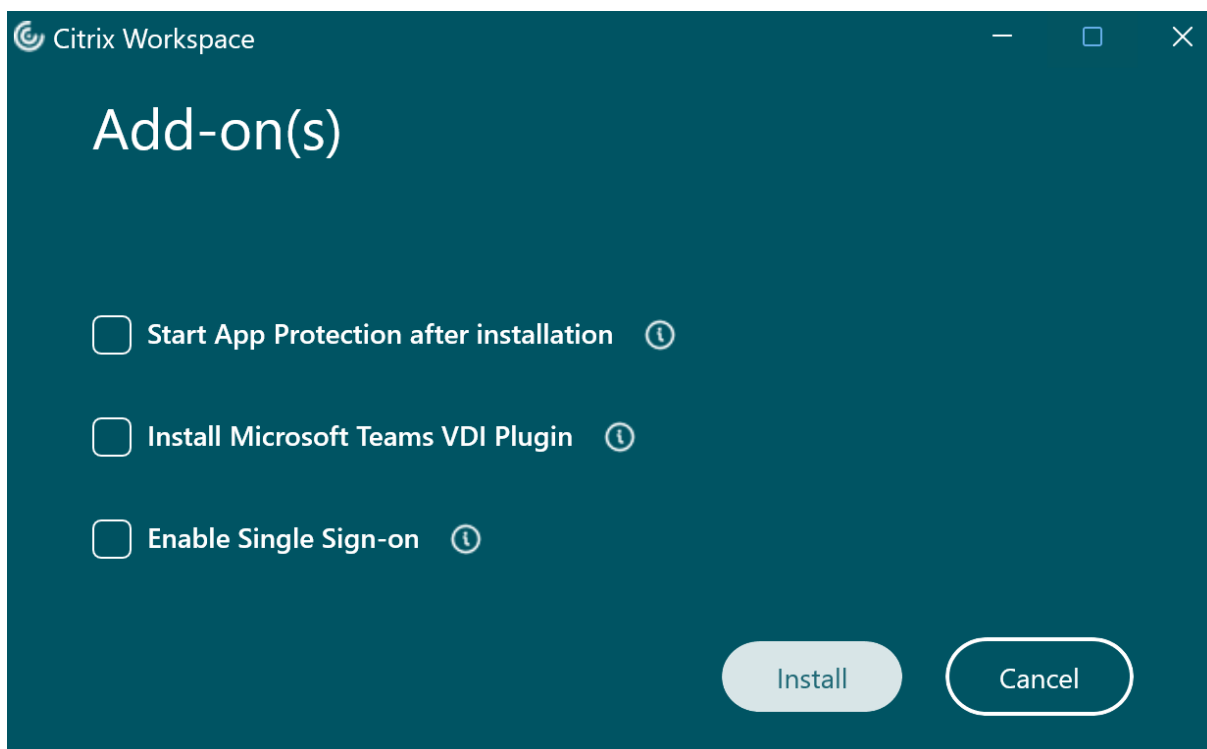 Citrix Workspace
Add-on(s)
Start App Protection after installation
Install Microsoft Teams VDI Plugin
Enable Single Sign-on
Install Cancel